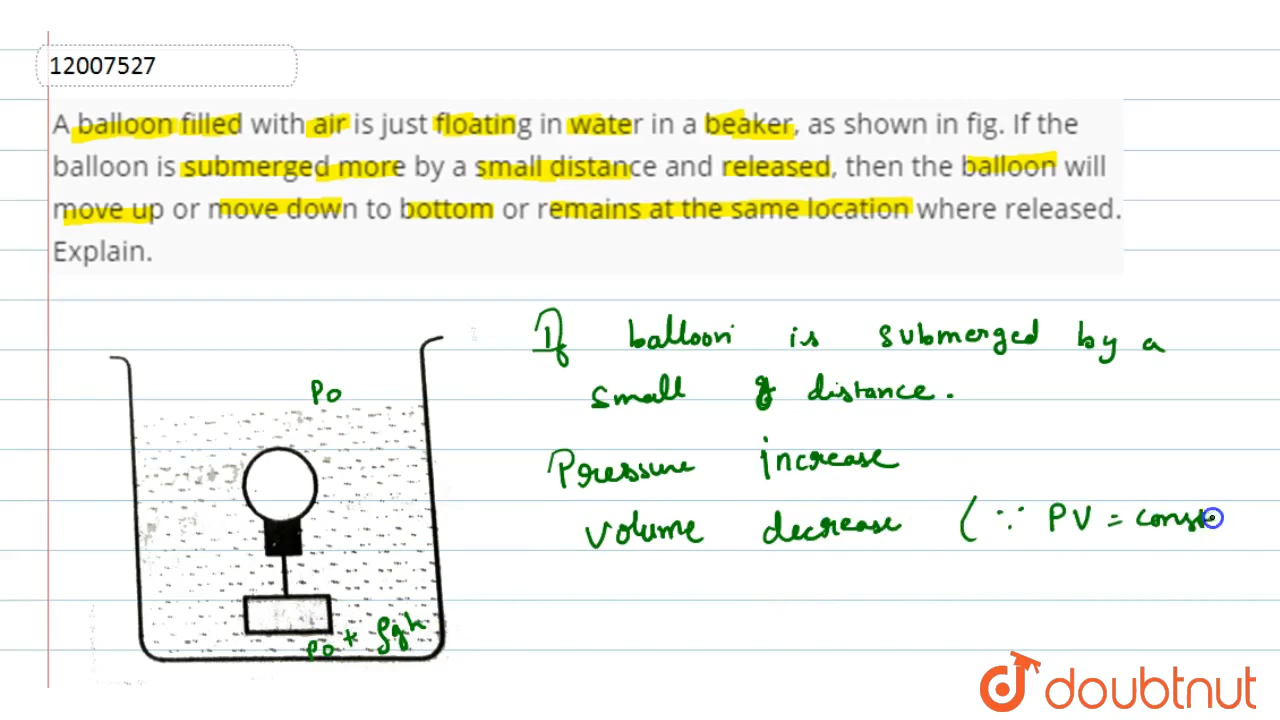 12007527
A balloon filled with air is just floating in water in a beaker, as shown in fig. If the
balloon is submerged more by a small distance and released, then the balloon will
move up or move down to bottom or remains at the same location where released.
Explain.
If balloon is submerged by a
small distance.
Pressure increase
volume decrease (∵ PV = const
P0
P0 + ρgh
doubtnut